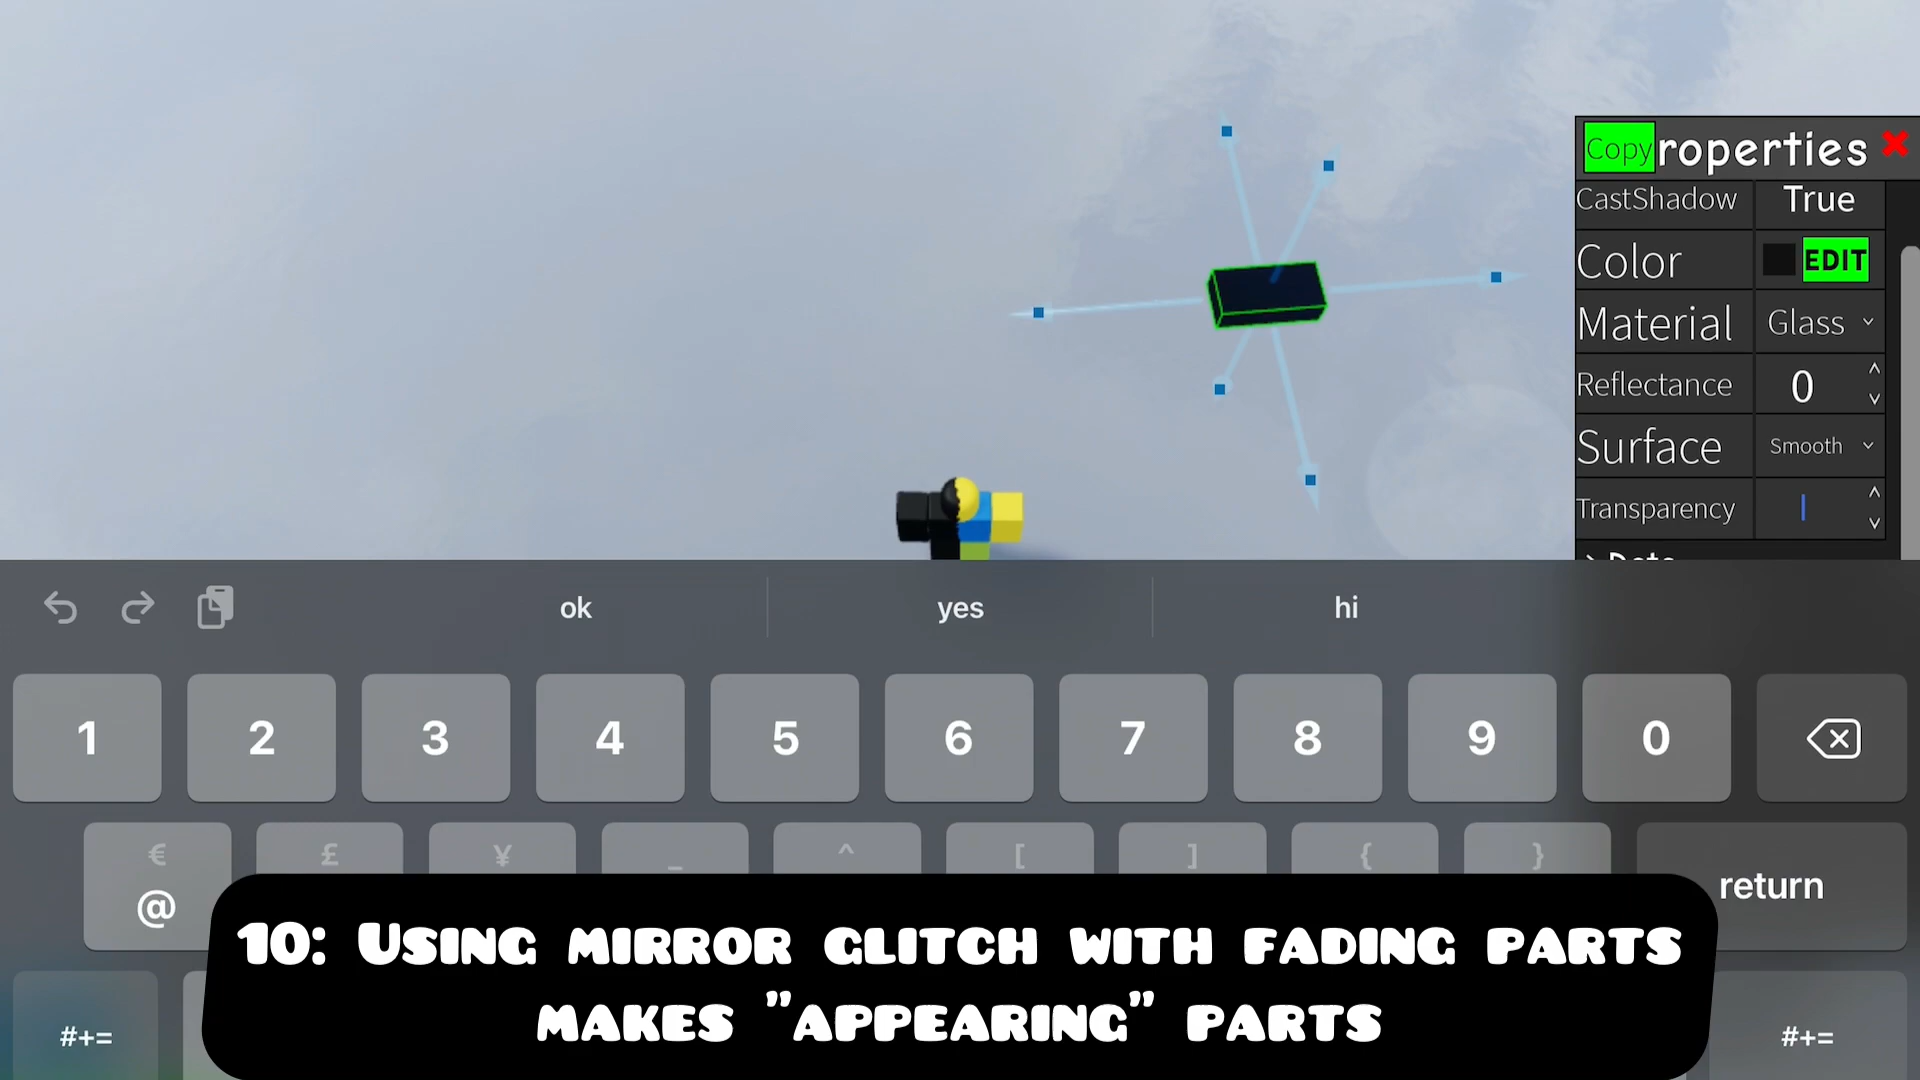 Copy
roperties
CastShadow True
Color EDIT
Material Glass
Reflectance 0
Surface Smooth
Transparency
ok yes hi
1 2 3 4 5 6 7 8 9 0
€ £ ¥ _ ^ [ ] { }
@ return
#+= #+=
10: Using mirror glitch with fading parts
makes "appearing" parts